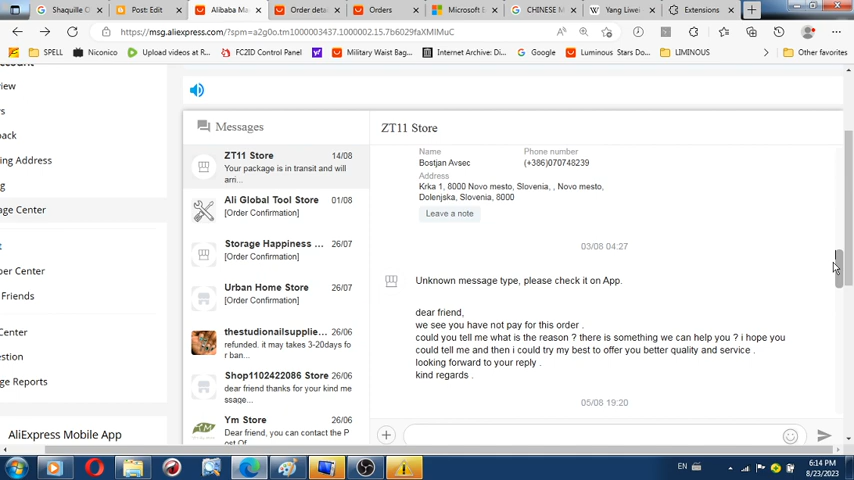 Shaquille O
Post: Edit
Alibaba Ma
Order deta
Orders
Microsoft E
CHINESE M
Yang Liwei
Extensions
https://msg.aliexpress.com/?spm=a2g0o.tm1000003437.1000002.15.7b6029faXMIMuC
SPELL
Niconico
Upload videos at R...
FC2ID Control Panel
Military Waist Bag...
Internet Archive: Di...
Google
Luminous Stars Dr...
LIMINOUS
Other favorites
view
s
back
ing Address
g
age Center
t
ber Center
Friends
Center
estion
ge Reports
AliExpress Mobile App
Messages
ZT11 Store
14/08
Your package is in transit and will
arri...
Ali Global Tool Store
01/08
[Order Confirmation]
Storage Happiness ...
26/07
[Order Confirmation]
Urban Home Store
26/07
[Order Confirmation]
thestudionailsupplie...
26/06
refunded. it may takes 3-20days fo
r ban...
Shop1102422086 Store
26/06
dear friend thanks for your kind me
ssage...
Ym Store
26/06
Dear friend, you can contact the P
ost Of...
ZT11 Store
Name
Phone number
Bostjan Avsec
(+386)070748239
Address
Krka 1, 8000 Novo mesto, Slovenia, , Novo mesto,
Dolenjska, Slovenia, 8000
Leave a note
03/08 04:27
Unknown message type, please check it on App.
dear friend,
we see you have not pay for this order .
could you tell me what is the reason ? there is something we can help you ? i hope you
could tell me and then i could try my best to offer you better quality and service .
looking forward to your reply .
kind regards .
05/08 19:20
EN
6:14 PM
8/23/2023